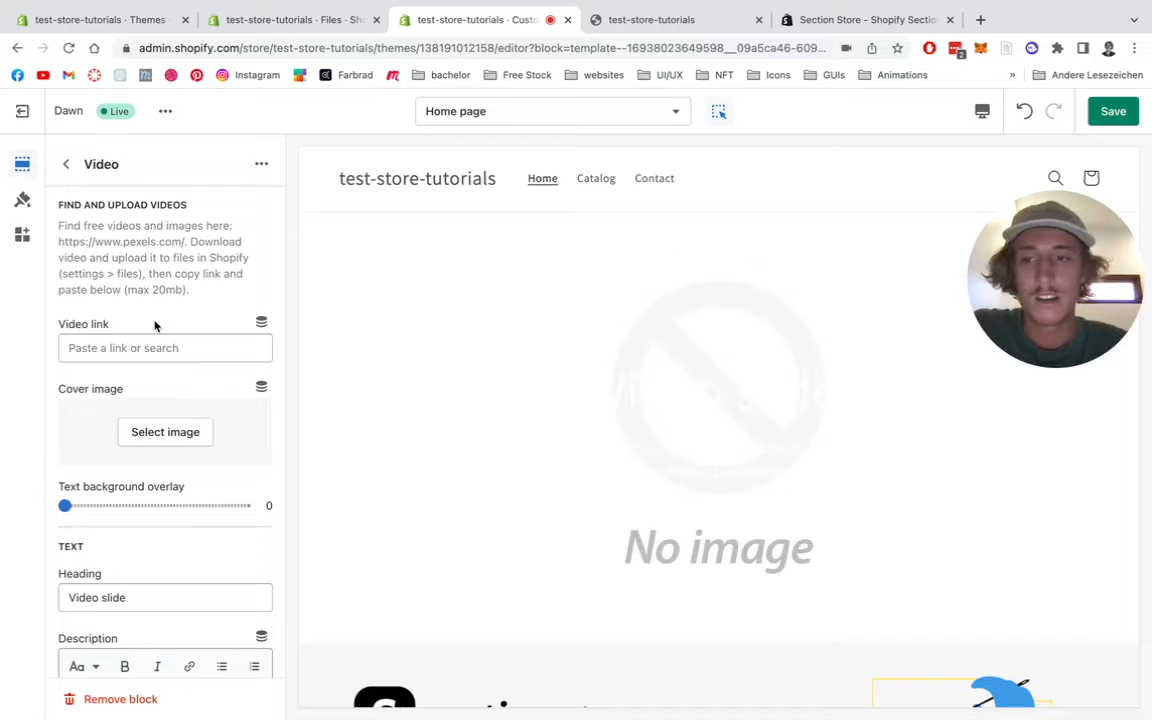 test-store-tutorials · Themes
test-store-tutorials · Files · Sh
test-store-tutorials · Custo
test-store-tutorials
Section Store - Shopify Section
admin.shopify.com/store/test-store-tutorials/themes/138191012158/editor?block=template--16938023649598__09a5ca46-609...
2
Instagram
Farbrad
bachelor
Free Stock
websites
UI/UX
NFT
Icons
GUIs
Animations
»
Andere Lesezeichen
Dawn
Live
Home page
Save
Video
FIND AND UPLOAD VIDEOS
Find free videos and images here:
https://www.pexels.com/. Download
video and upload it to files in Shopify
(settings > files), then copy link and
paste below (max 20mb).
Video link
Paste a link or search
Cover image
Select image
Text background overlay
0
TEXT
Heading
Video slide
Description
Aa
B
I
Remove block
test-store-tutorials
Home
Catalog
Contact
No image